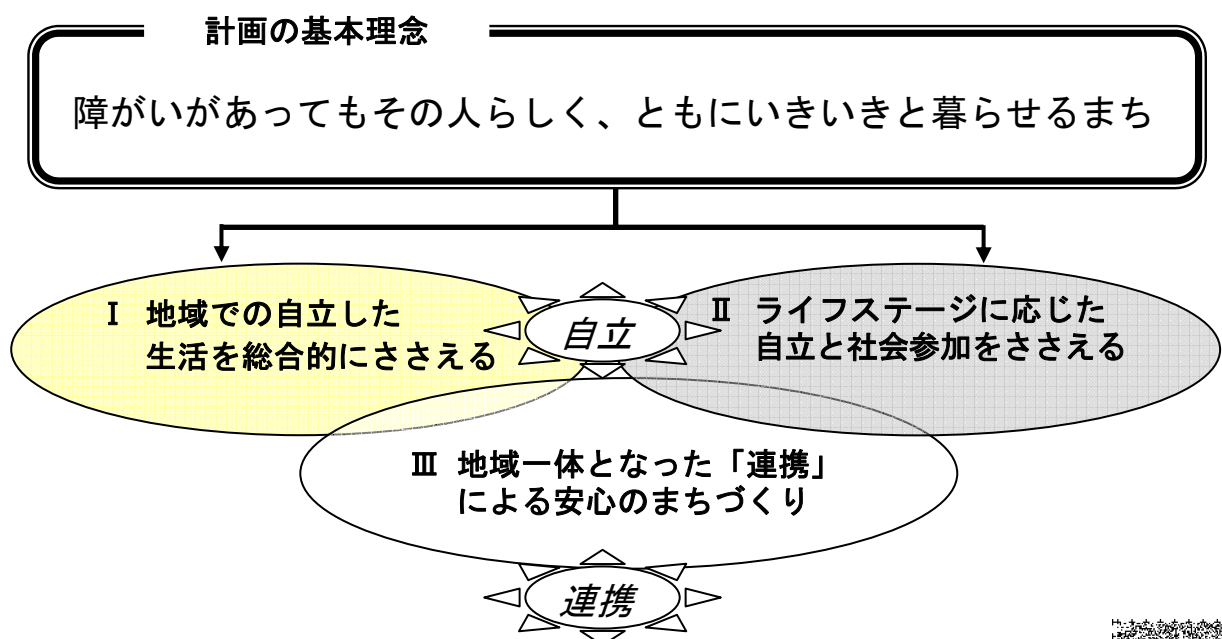 計画の基本理念
障がいがあってもその人らしく、ともにいきいきと暮らせるまち
Ⅰ 地域での自立した
生活を総合的にささえる
自立
Ⅱ ライフステージに応じた
自立と社会参加をささえる
Ⅲ 地域一体となった「連携」
による安心のまちづくり
連携